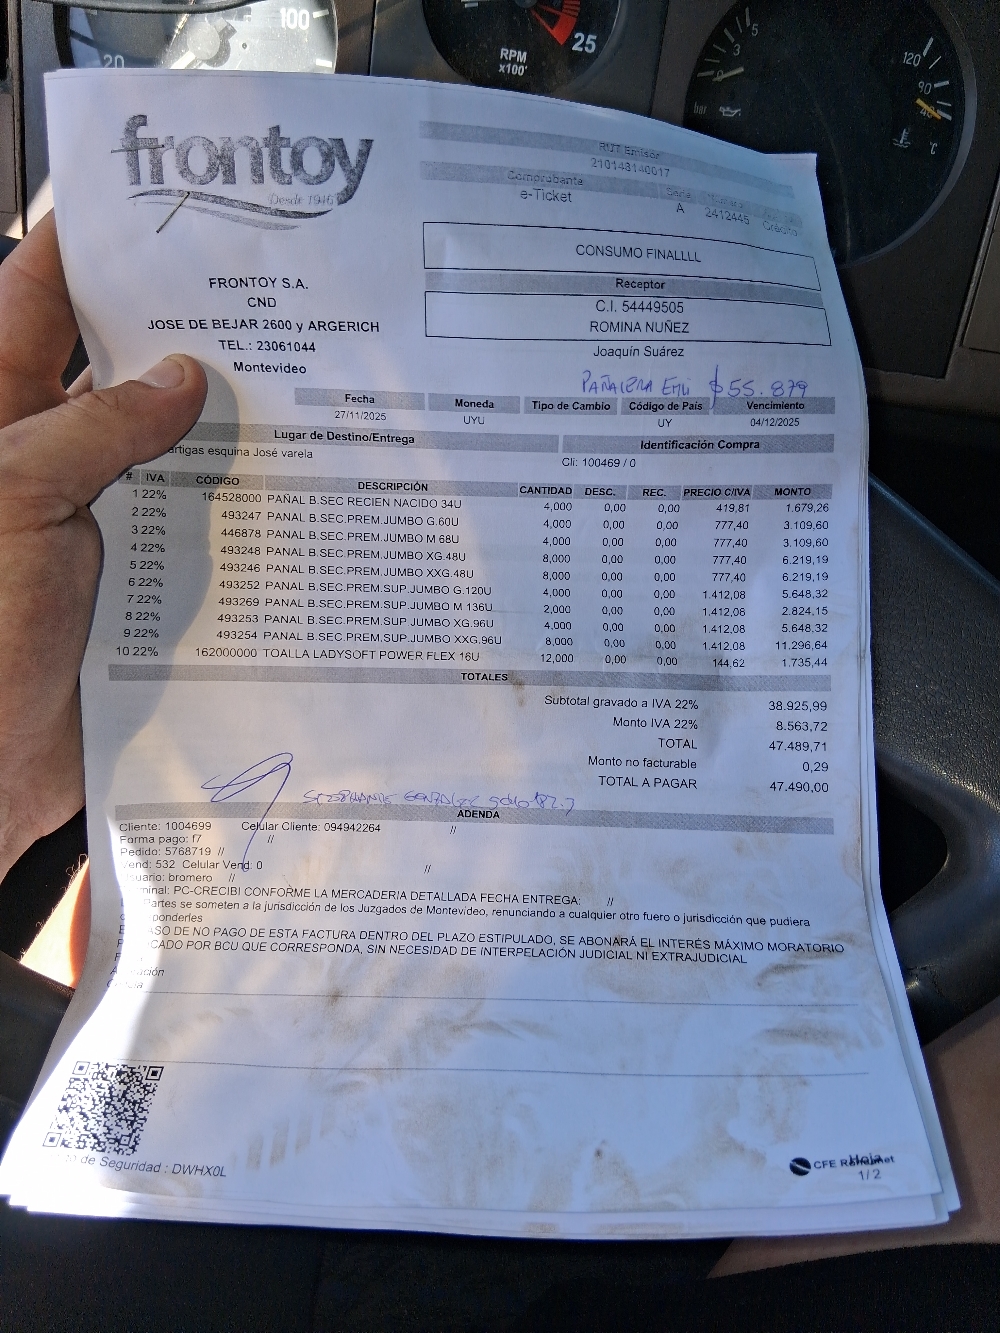 100
20
RPM
x100'
25
5
3
bar
120
90
°C
frontoy
Desde 1946
RUT Emisor
210148140017
Comprobante
e-Ticket
A 2412445 Crédito
CONSUMO FINALLLL
Receptor
C.I. 54449505
ROMINA NUÑEZ
Joaquín Suárez
FRONTOY S.A.
CND
JOSE DE BEJAR 2600 y ARGERICH
TEL.: 23061044
Montevideo
PAÑALERA EMI $55.879
Fecha Moneda Tipo de Cambio Código de País Vencimiento
27/11/2025 UYU UY 04/12/2025
Lugar de Destino/Entrega Identificación Compra
artigas esquina José varela
Cli: 100469 / 0
# IVA CÓDIGO DESCRIPCIÓN CANTIDAD DESC. REC. PRECIO C/IVA MONTO
1 22% 164528000 PAÑAL B.SEC RECIEN NACIDO 34U 4,000 0,00 0,00 419,81 1.679,26
2 22% 493247 PANAL B.SEC.PREM.JUMBO G.60U 4,000 0,00 0,00 777,40 3.109,60
3 22% 446878 PANAL B.SEC.PREM.JUMBO M 68U 4,000 0,00 0,00 777,40 3.109,60
4 22% 493248 PANAL B.SEC.PREM.JUMBO XG.48U 8,000 0,00 0,00 777,40 6.219,19
5 22% 493246 PANAL B.SEC.PREM.JUMBO XXG.48U 8,000 0,00 0,00 777,40 6.219,19
6 22% 493252 PANAL B.SEC.PREM.SUP.JUMBO G.120U 4,000 0,00 0,00 1.412,08 5.648,32
7 22% 493269 PANAL B.SEC.PREM.SUP.JUMBO M 136U 2,000 0,00 0,00 1.412,08 2.824,15
8 22% 493253 PANAL B.SEC.PREM.SUP.JUMBO XG.96U 4,000 0,00 0,00 1.412,08 5.648,32
9 22% 493254 PANAL B.SEC.PREM.SUP.JUMBO XXG.96U 8,000 0,00 0,00 1.412,08 11.296,64
10 22% 162000000 TOALLA LADYSOFT POWER FLEX 16U 12,000 0,00 0,00 144,62 1.735,44
TOTALES
Subtotal gravado a IVA 22% 38.925,99
Monto IVA 22% 8.563,72
TOTAL 47.489,71
Monto no facturable 0,29
TOTAL A PAGAR 47.490,00
ADENDA
Cliente: 1004699 Celular Cliente: 094942264 //
Forma pago: f7 //
Pedido: 5768719 //
Vend: 532 Celular Vend: 0 //
usuario: bromero //
minal: PC-CRECIBI CONFORME LA MERCADERIA DETALLADA FECHA ENTREGA: //
Partes se someten a la jurisdicción de los Juzgados de Montevideo, renunciando a cualquier otro fuero o jurisdicción que pudiera
ponderles
ASO DE NO PAGO DE ESTA FACTURA DENTRO DEL PLAZO ESTIPULADO, SE ABONARÁ EL INTERÉS MÁXIMO MORATORIO
CADO POR BCU QUE CORRESPONDA, SIN NECESIDAD DE INTERPELACIÓN JUDICIAL NI EXTRAJUDICIAL
de Seguridad : DWHX0L
CFE
Hoja
1/2